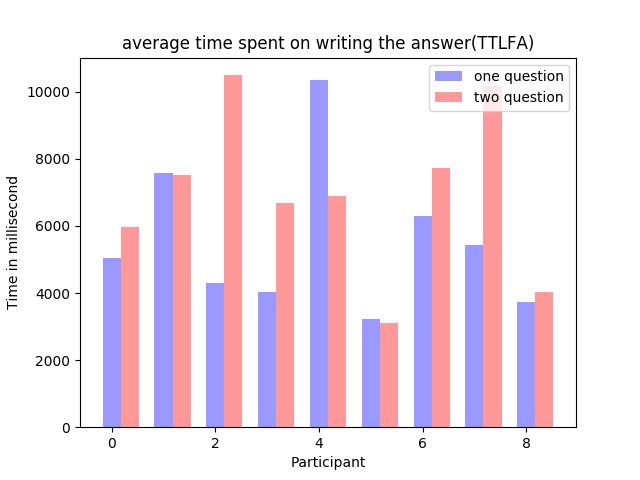 average time spent on writing the answer(TTLFA)
one question
two question
10000
8000
6000
4000
2000
0
Time in millisecond
0 2 4 6 8
Participant